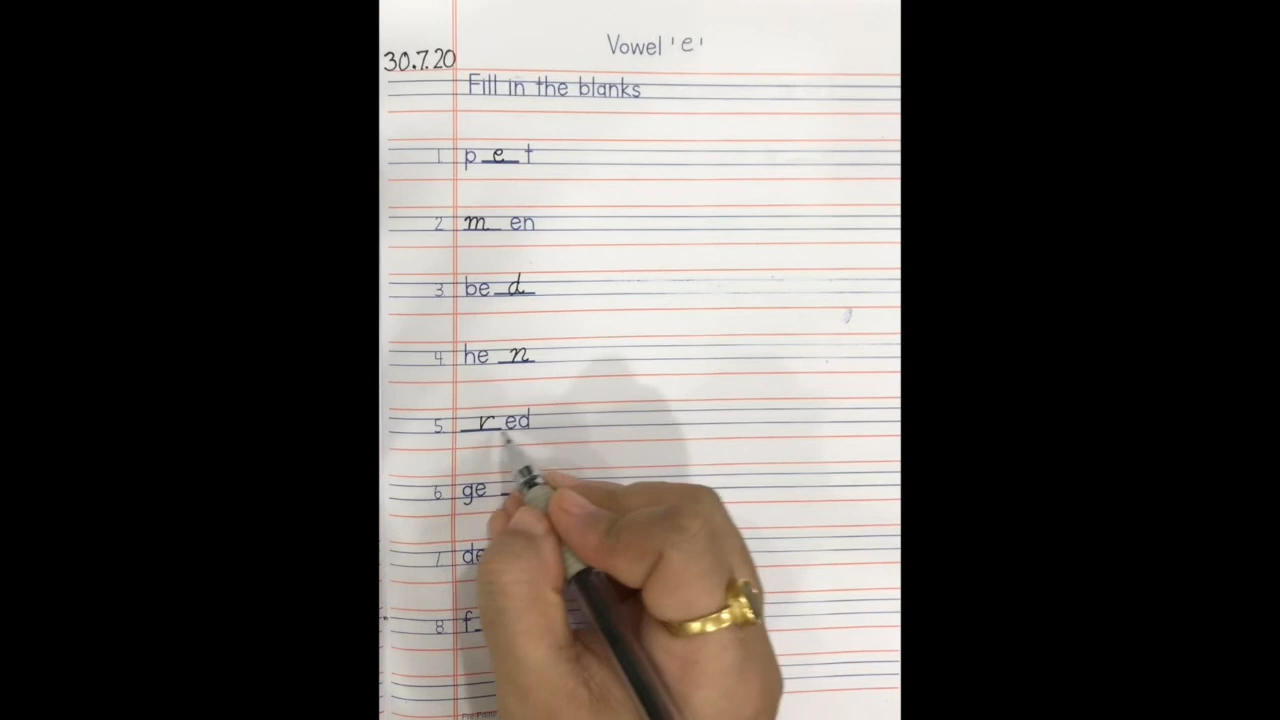 Vowel 'e'
30.7.20
Fill in the blanks
1. p e t
2. m en
3. be d
4. he n
5. r ed
6. ge _
7. de
8. f_